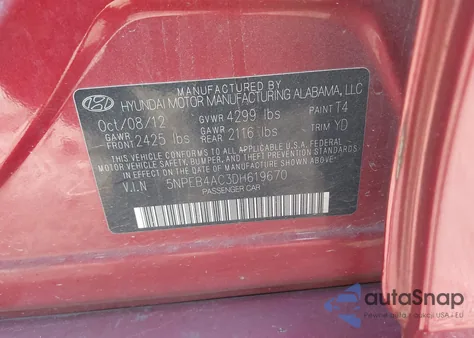 MANUFACTURED BY
HYUNDAI MOTOR MANUFACTURING ALABAMA, LLC
Oct/08/12 GVWR 4299 lbs PAINT T4
GAWR FRONT 2425 lbs GAWR REAR 2116 lbs TRIM YD
THIS VEHICLE CONFORMS TO ALL APPLICABLE U.S.A. FEDERAL
MOTOR VEHICLE SAFETY, BUMPER, AND THEFT PREVENTION
STANDARDS IN EFFECT ON THE DATE OF MANUFACTURE SHOWN ABOVE.
V.I.N 5NPEB4AC3DH619670
PASSENGER CAR
autoSnap